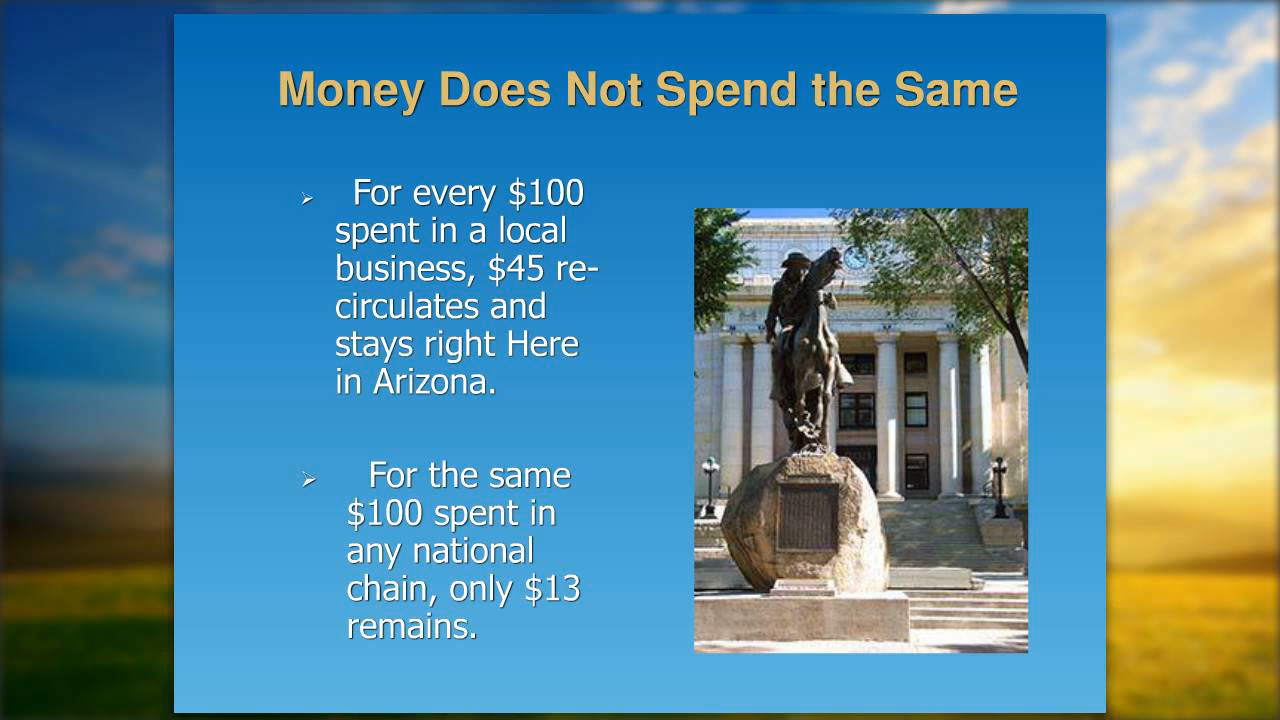 Money Does Not Spend the Same
For every $100
spent in a local
business, $45 re-
circulates and
stays right Here
in Arizona.
For the same
$100 spent in
any national
chain, only $13
remains.